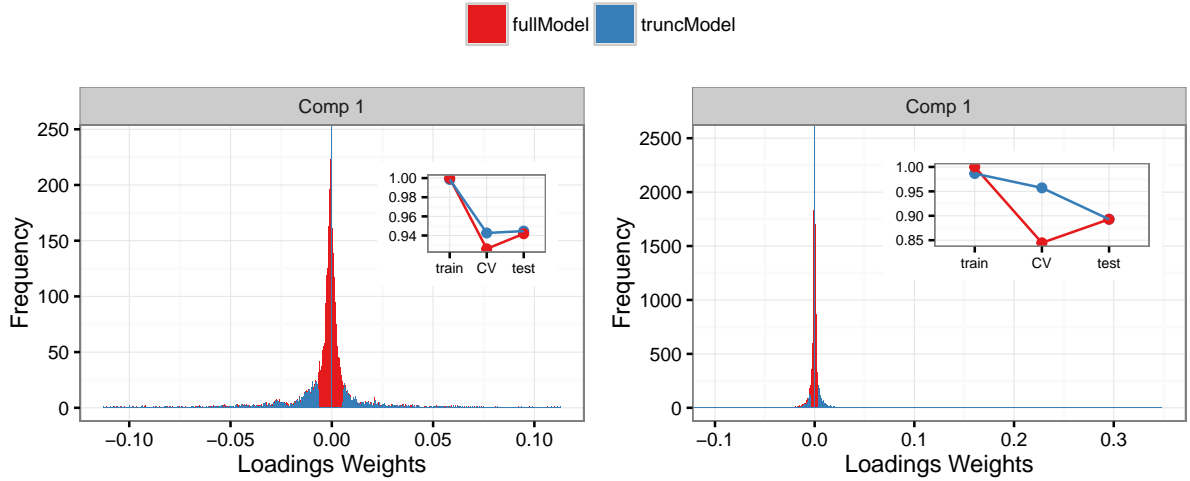 fullModel truncModel
Comp 1
250
200
150
100
50
0
Frequency
−0.10 −0.05 0.00 0.05 0.10
Loadings Weights
1.00
0.98
0.96
0.94
train CV test
Comp 1
2500
2000
1500
1000
500
0
Frequency
−0.1 0.0 0.1 0.2 0.3
Loadings Weights
1.00
0.95
0.90
0.85
train CV test